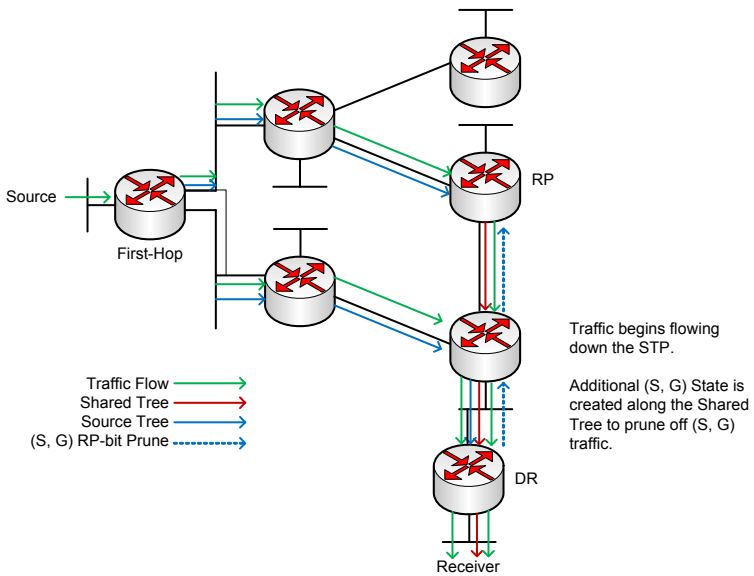 RP
Source
First-Hop
Traffic begins flowing
down the STP.
Additional (S, G) State is
created along the Shared
Tree to prune off (S, G)
traffic.
Traffic Flow
Shared Tree
Source Tree
(S, G) RP-bit Prune
DR
Receiver